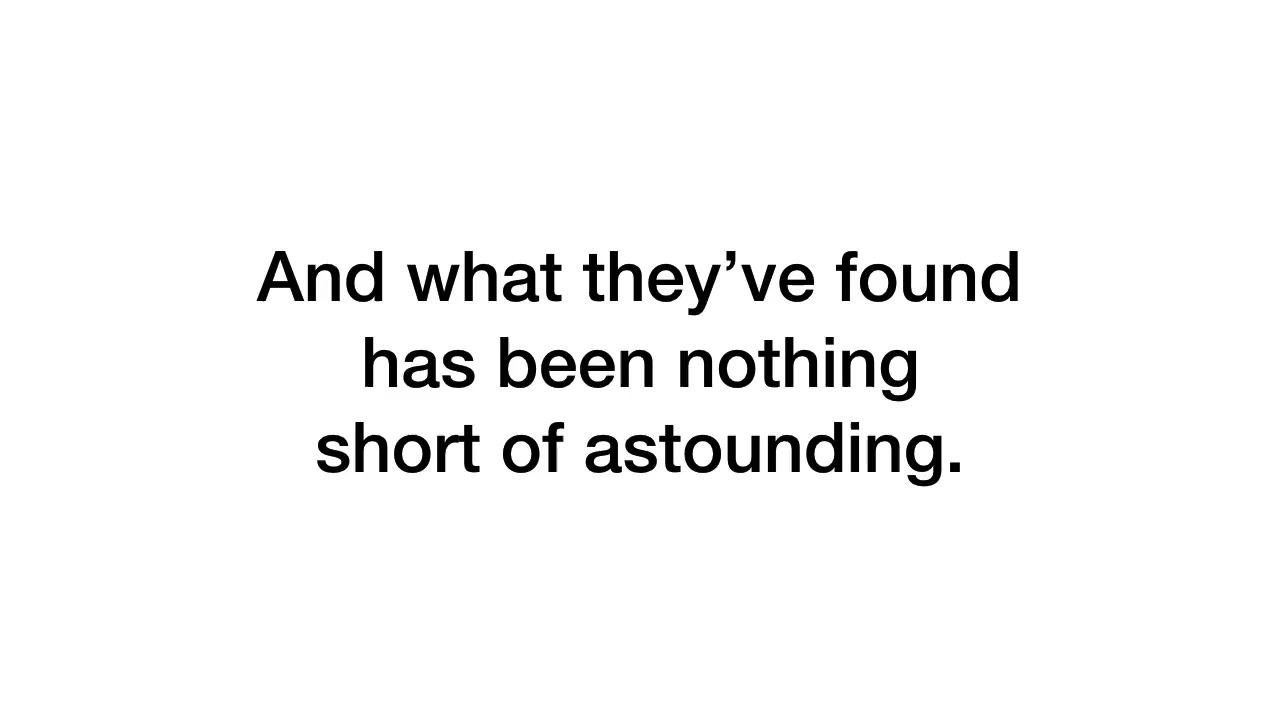 And what they’ve found
has been nothing
short of astounding.